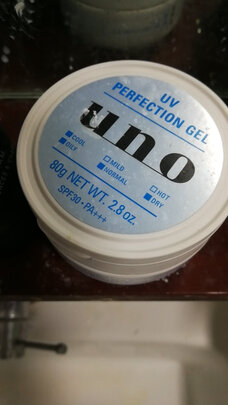 UV
PERFECTION GEL
uno
COOL MILD HOT
OILY NORMAL DRY
80g NET WT. 2.8 oz.
SPF30·PA+++